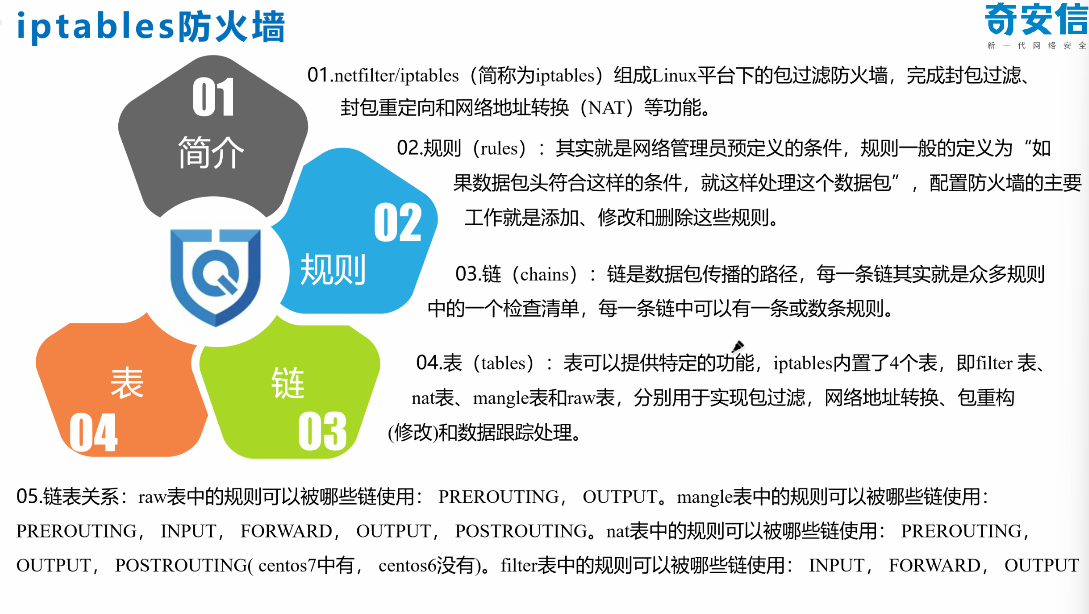 iptables防火墙
奇安信
新一代网络安全
01
简介
01.netfilter/iptables（简称为iptables）组成Linux平台下的包过滤防火墙，完成封包过滤、
封包重定向和网络地址转换（NAT）等功能。
02
规则
02.规则（rules）：其实就是网络管理员预定义的条件，规则一般的定义为“如
果数据包头符合这样的条件，就这样处理这个数据包”，配置防火墙的主要
工作就是添加、修改和删除这些规则。
03.链（chains）：链是数据包传播的路径，每一条链其实就是众多规则
中的一个检查清单，每一条链中可以有一条或数条规则。
表
04
链
03
04.表（tables）：表可以提供特定的功能，iptables内置了4个表，即filter 表、
nat表、mangle表和raw表，分别用于实现包过滤，网络地址转换、包重构
(修改)和数据跟踪处理。
05.链表关系：raw表中的规则可以被哪些链使用： PREROUTING， OUTPUT。mangle表中的规则可以被哪些链使用：
PREROUTING， INPUT， FORWARD， OUTPUT， POSTROUTING。nat表中的规则可以被哪些链使用： PREROUTING，
OUTPUT， POSTROUTING( centos7中有， centos6没有)。filter表中的规则可以被哪些链使用： INPUT， FORWARD， OUTPUT